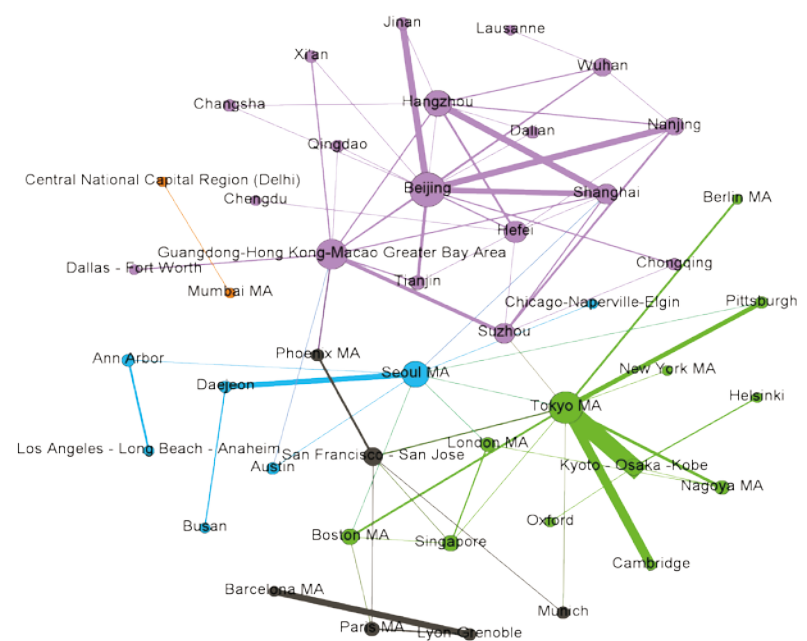 Jinan
Lausanne
Xi'an
Wuhan
Changsha
Hangzhou
Dalian
Nanjing
Qingdao
Central National Capital Region (Delhi)
Beijing
Shanghai
Chengdu
Berlin MA
Hefei
Guangdong-Hong Kong-Macao Greater Bay Area
Dallas - Fort Worth
Chongqing
Tianjin
Mumbai MA
Chicago-Naperville-Elgin
Pittsburgh
Suzhou
Phoenix MA
Ann Arbor
Seoul MA
New York MA
Daejeon
Helsinki
Tokyo MA
London MA
Los Angeles - Long Beach - Anaheim
San Francisco - San Jose
Austin
Kyoto - Osaka -Kobe
Nagoya MA
Busan
Oxford
Boston MA
Singapore
Cambridge
Barcelona MA
Munich
Paris MA
Lyon-Grenoble